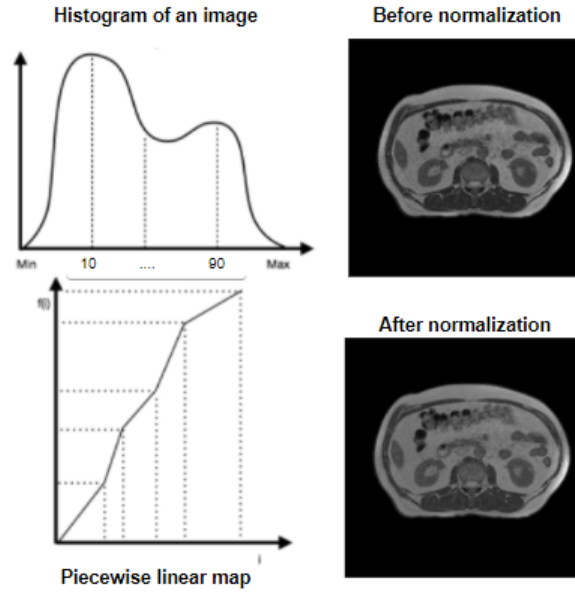 Histogram of an image
Before normalization
Min
10
....
90
Max
f(i)
i
Piecewise linear map
After normalization